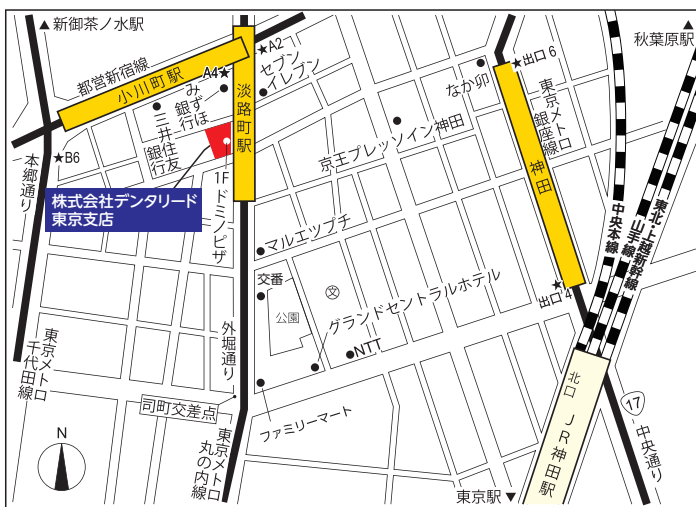 ▲新御茶ノ水駅
秋葉原駅▲
都営新宿線
小川町駅
★A2
A4★
セブン
イレブン
みずほ
銀行
三井住友
銀行
淡路町駅
なか卯
★出口6
東京メトロ
銀座線
神田
京王プレッソイン神田
★B6
本郷通り
株式会社デンタリード
東京支店
1F
ドミノピザ
マルエツプチ
交番
公園
文
グランドセントラルホテル
NTT
出口4
★
東北・上越新幹線
山手線
中央本線
外堀通り
東京メトロ
千代田線
司町交差点
ファミリーマート
東京メトロ
丸の内線
N
北口
JR神田駅
17
中央通り
東京駅▼